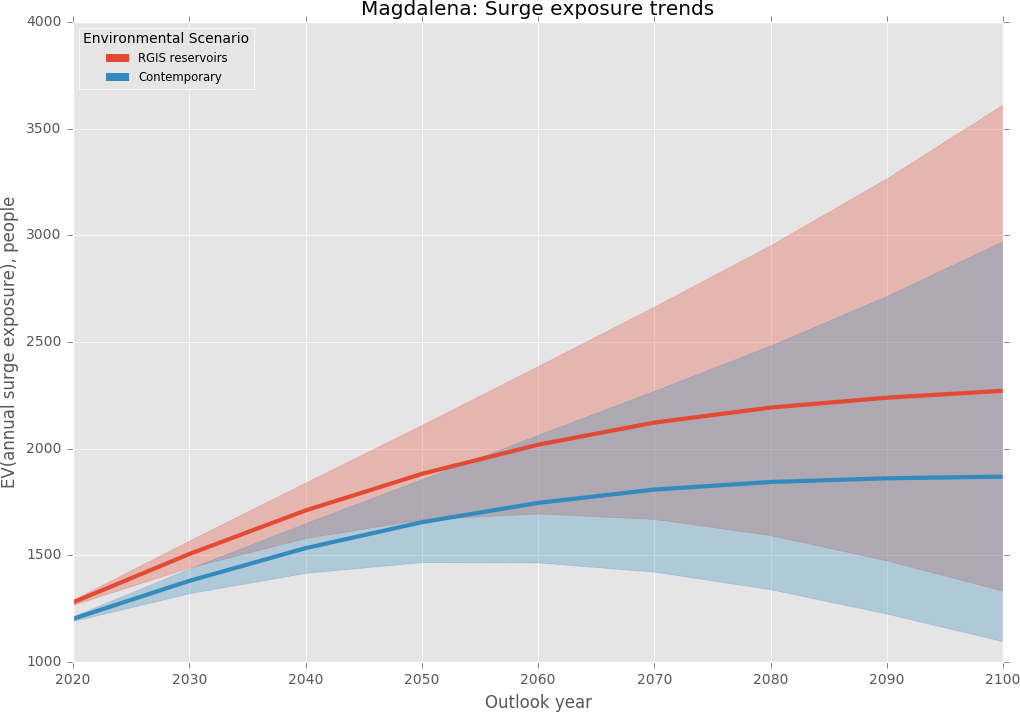 Magdalena: Surge exposure trends
4000
3500
3000
2500
2000
1500
1000
EV(annual surge exposure), people
Environmental Scenario
RGIS reservoirs
Contemporary
2020 2030 2040 2050 2060 2070 2080 2090 2100
Outlook year